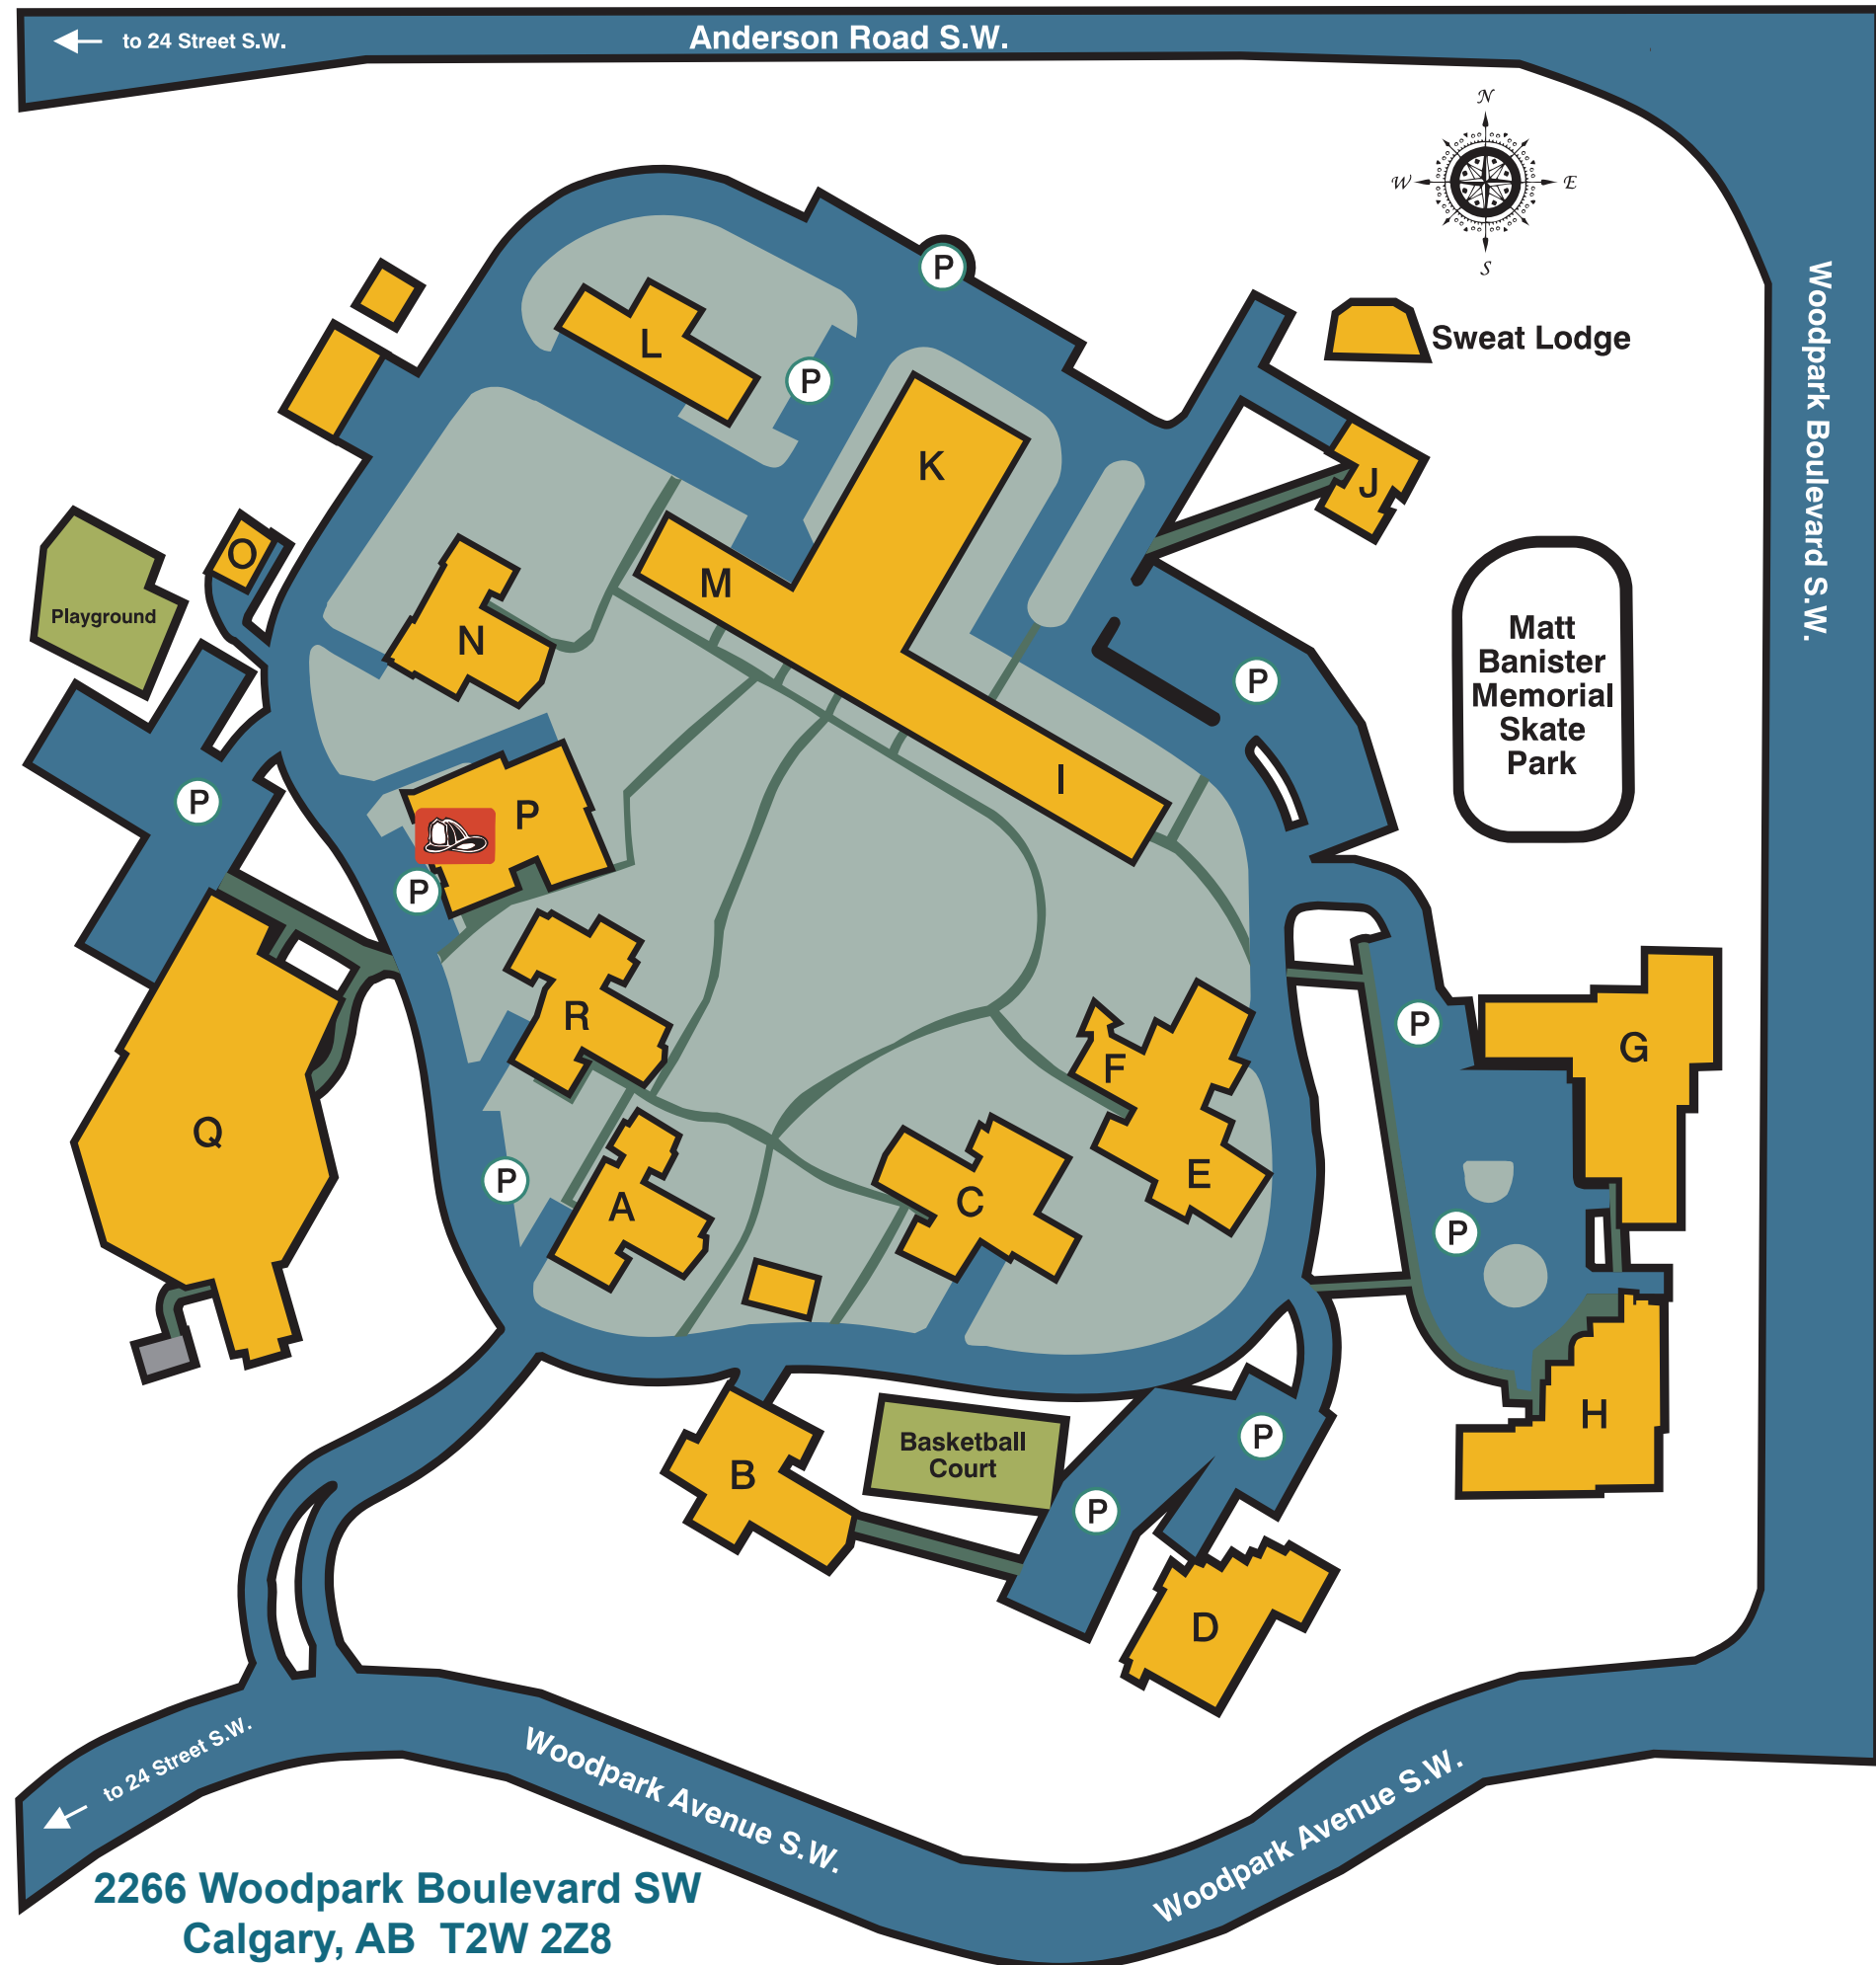 to 24 Street S.W.
Anderson Road S.W.
N
W
E
S
P
Sweat Lodge
Woodpark Boulevard S.W.
L
P
K
J
O
M
Playground
N
Matt
Banister
Memorial
Skate
Park
P
I
P
P
P
R
P
G
F
Q
P
A
C
E
P
B
Basketball
Court
P
P
H
D
to 24 Street S.W.
Woodpark Avenue S.W.
Woodpark Avenue S.W.
2266 Woodpark Boulevard SW
Calgary, AB T2W 2Z8